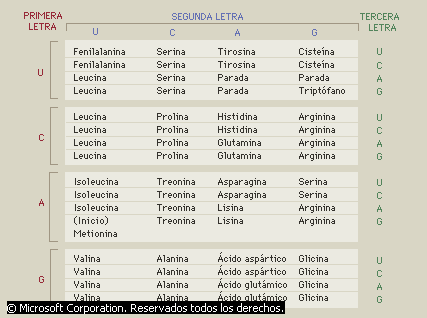 PRIMERA LETRA SEGUNDA LETRA TERCERA LETRA
U C A G
U
Fenilalanina Serina Tirosina Cisteína U
Fenilalanina Serina Tirosina Cisteína C
Leucina Serina Parada Parada A
Leucina Serina Parada Triptófano G
C
Leucina Prolina Histidina Arginina U
Leucina Prolina Histidina Arginina C
Leucina Prolina Glutamina Arginina A
Leucina Prolina Glutamina Arginina G
A
Isoleucina Treonina Asparagina Serina U
Isoleucina Treonina Asparagina Serina C
Isoleucina Treonina Lisina Arginina A
(Inicio) Treonina Lisina Arginina G
Metionina
G
Valina Alanina Ácido aspártico Glicina U
Valina Alanina Ácido aspártico Glicina C
Valina Alanina Ácido glutámico Glicina A
Valina Alanina Ácido glutámico Glicina G
© Microsoft Corporation. Reservados todos los derechos.